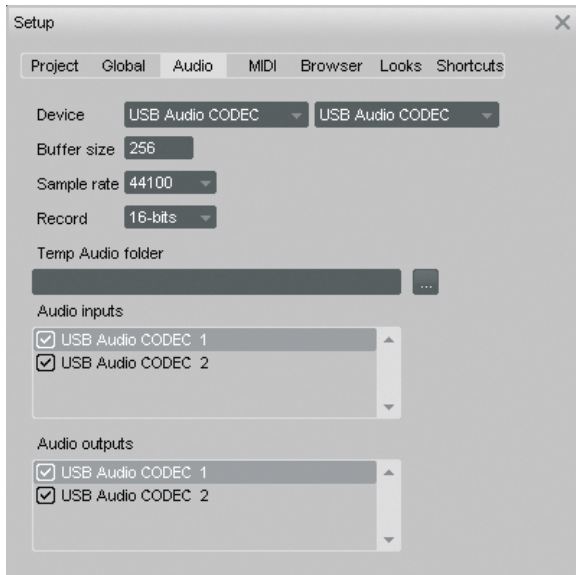 Setup
Project Global Audio MIDI Browser Looks Shortcuts
Device USB Audio CODEC USB Audio CODEC
Buffer size 256
Sample rate 44100
Record 16-bits
Temp Audio folder
...
Audio inputs
USB Audio CODEC 1
USB Audio CODEC 2
Audio outputs
USB Audio CODEC 1
USB Audio CODEC 2